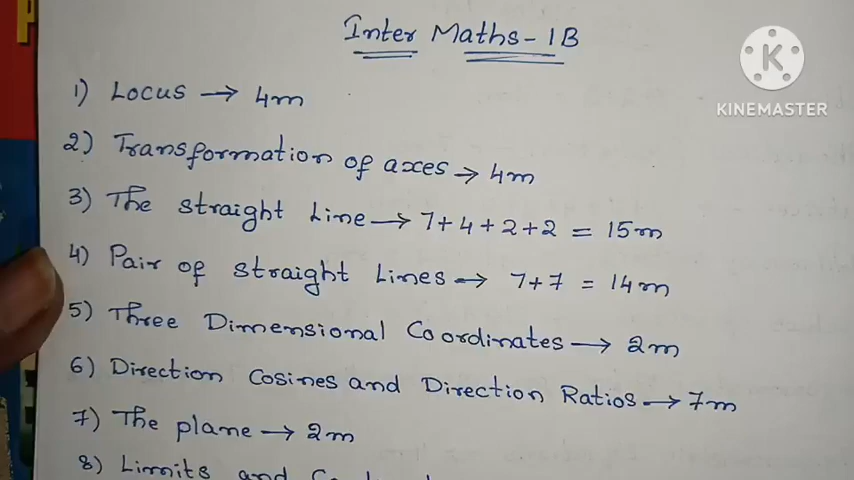 Inter Maths-1B
K
KINEMASTER
1) Locus → 4m
2) Transformation of axes → 4m
3) The straight Line → 7+4+2+2 = 15m
4) Pair of straight Lines → 7+7 = 14m
5) Three Dimensional Coordinates → 2m
6) Direction Cosines and Direction Ratios → 7m
7) The plane → 2m
8) Limits and